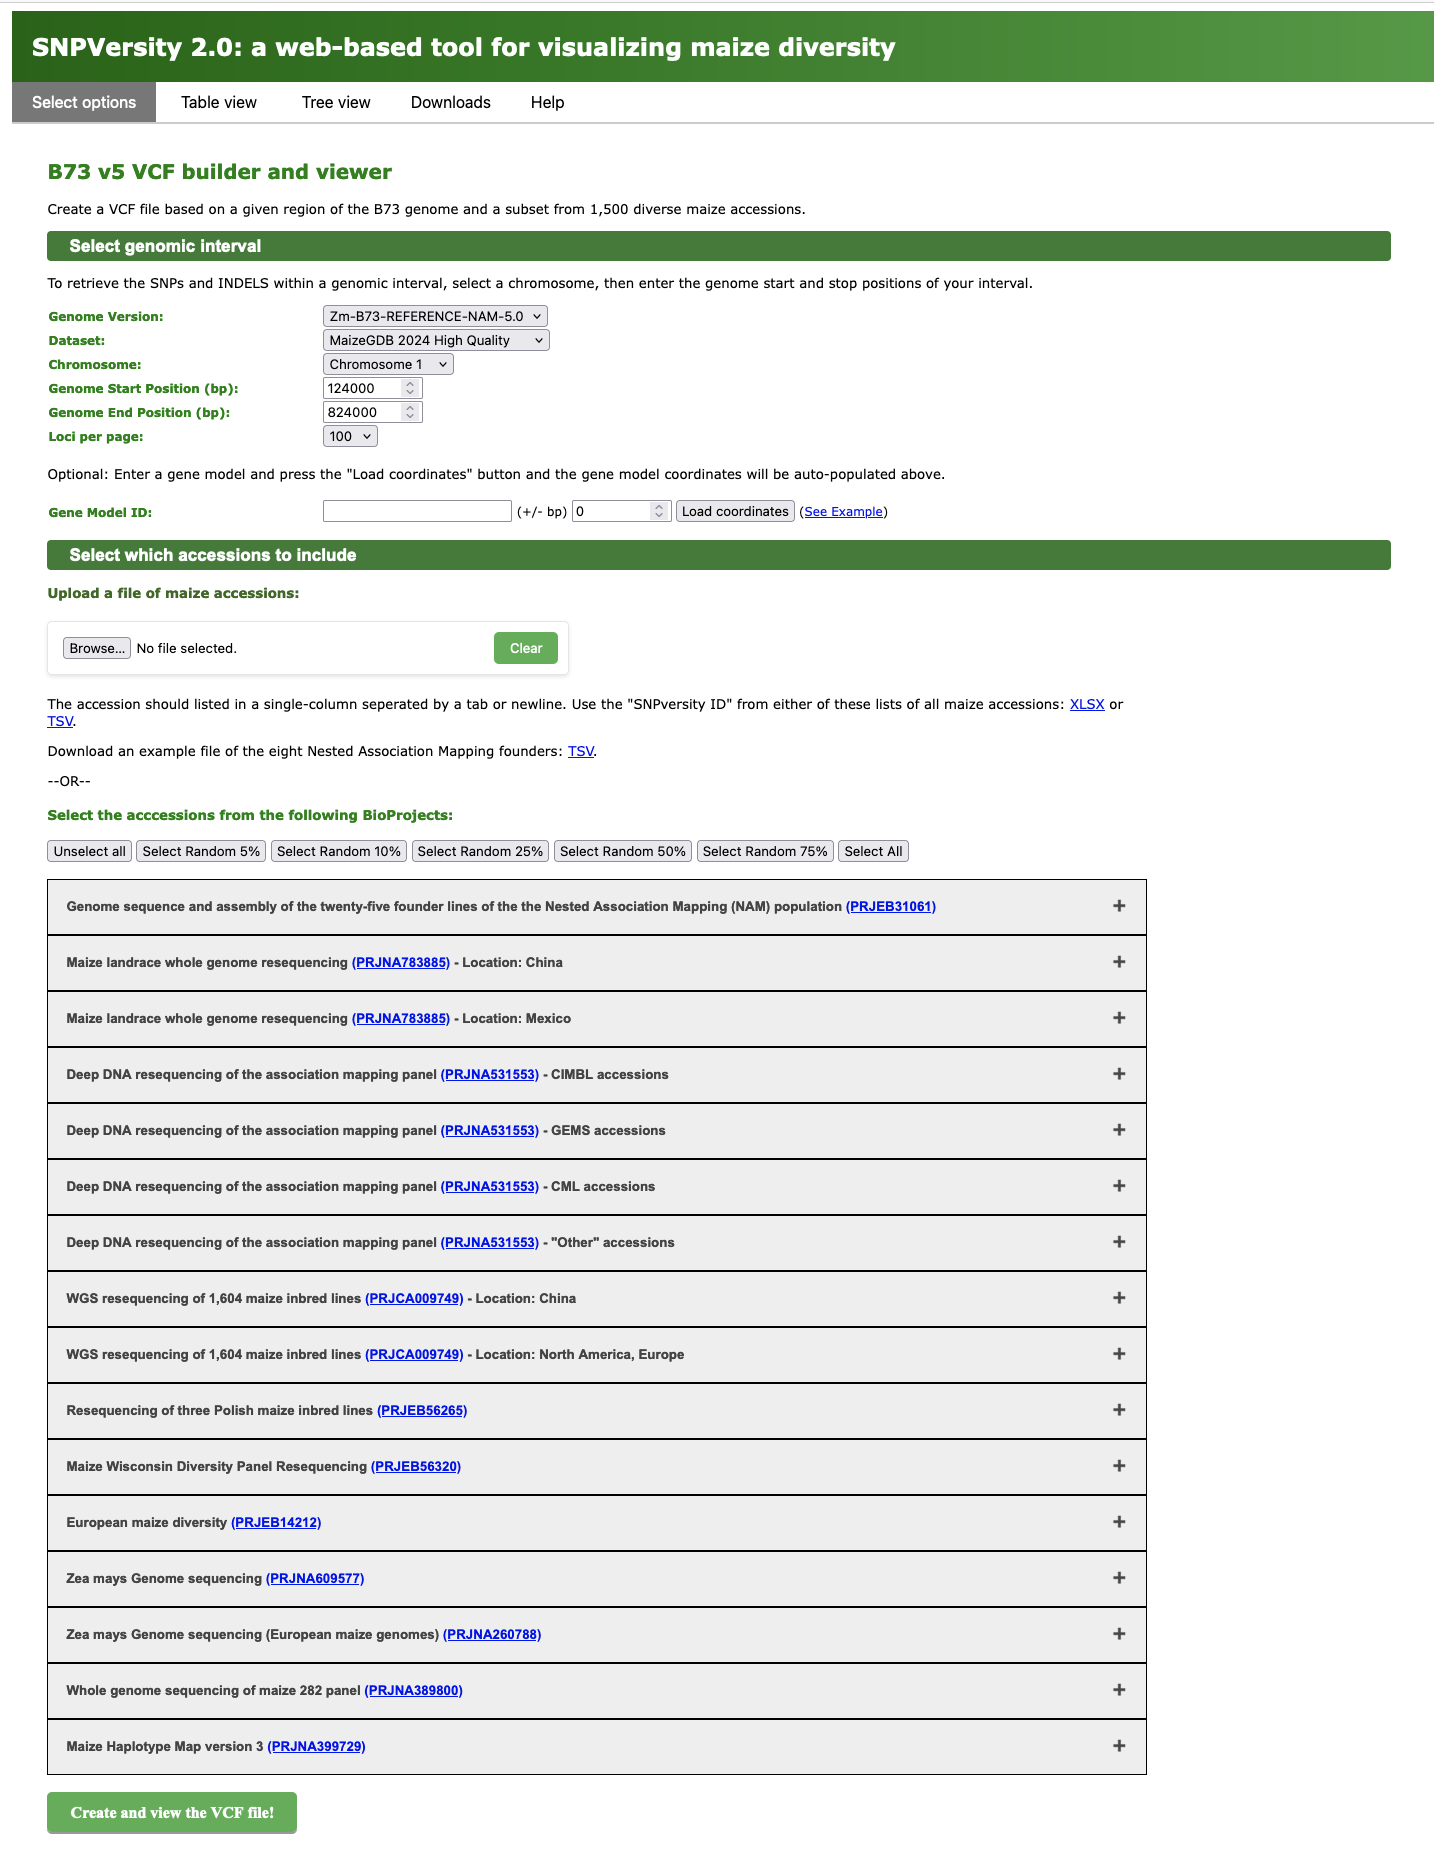 SNPVersity 2.0: a web-based tool for visualizing maize diversity
Select options Table view Tree view Downloads Help
B73 v5 VCF builder and viewer
Create a VCF file based on a given region of the B73 genome and a subset from 1,500 diverse maize accessions.
Select genomic interval
To retrieve the SNPs and INDELS within a genomic interval, select a chromosome, then enter the genome start and stop positions of your interval.
Genome Version: Zm-B73-REFERENCE-NAM-5.0
Dataset: MaizeGDB 2024 High Quality
Chromosome: Chromosome 1
Genome Start Position (bp): 124000
Genome End Position (bp): 824000
Loci per page: 100
Optional: Enter a gene model and press the "Load coordinates" button and the gene model coordinates will be auto-populated above.
Gene Model ID: (+/- bp) 0 Load coordinates (See Example)
Select which accessions to include
Upload a file of maize accessions:
Browse... No file selected. Clear
The accession should listed in a single-column seperated by a tab or newline. Use the "SNPversity ID" from either of these lists of all maize accessions: XLSX or
TSV.
Download an example file of the eight Nested Association Mapping founders: TSV.
--OR--
Select the acccessions from the following BioProjects:
Unselect all Select Random 5% Select Random 10% Select Random 25% Select Random 50% Select Random 75% Select All
Genome sequence and assembly of the twenty-five founder lines of the the Nested Association Mapping (NAM) population (PRJEB31061) +
Maize landrace whole genome resequencing (PRJNA783885) - Location: China +
Maize landrace whole genome resequencing (PRJNA783885) - Location: Mexico +
Deep DNA resequencing of the association mapping panel (PRJNA531553) - CIMBL accessions +
Deep DNA resequencing of the association mapping panel (PRJNA531553) - GEMS accessions +
Deep DNA resequencing of the association mapping panel (PRJNA531553) - CML accessions +
Deep DNA resequencing of the association mapping panel (PRJNA531553) - "Other" accessions +
WGS resequencing of 1,604 maize inbred lines (PRJCA009749) - Location: China +
WGS resequencing of 1,604 maize inbred lines (PRJCA009749) - Location: North America, Europe +
Resequencing of three Polish maize inbred lines (PRJEB56265) +
Maize Wisconsin Diversity Panel Resequencing (PRJEB56320) +
European maize diversity (PRJEB14212) +
Zea mays Genome sequencing (PRJNA609577) +
Zea mays Genome sequencing (European maize genomes) (PRJNA260788) +
Whole genome sequencing of maize 282 panel (PRJNA389800) +
Maize Haplotype Map version 3 (PRJNA399729) +
Create and view the VCF file!